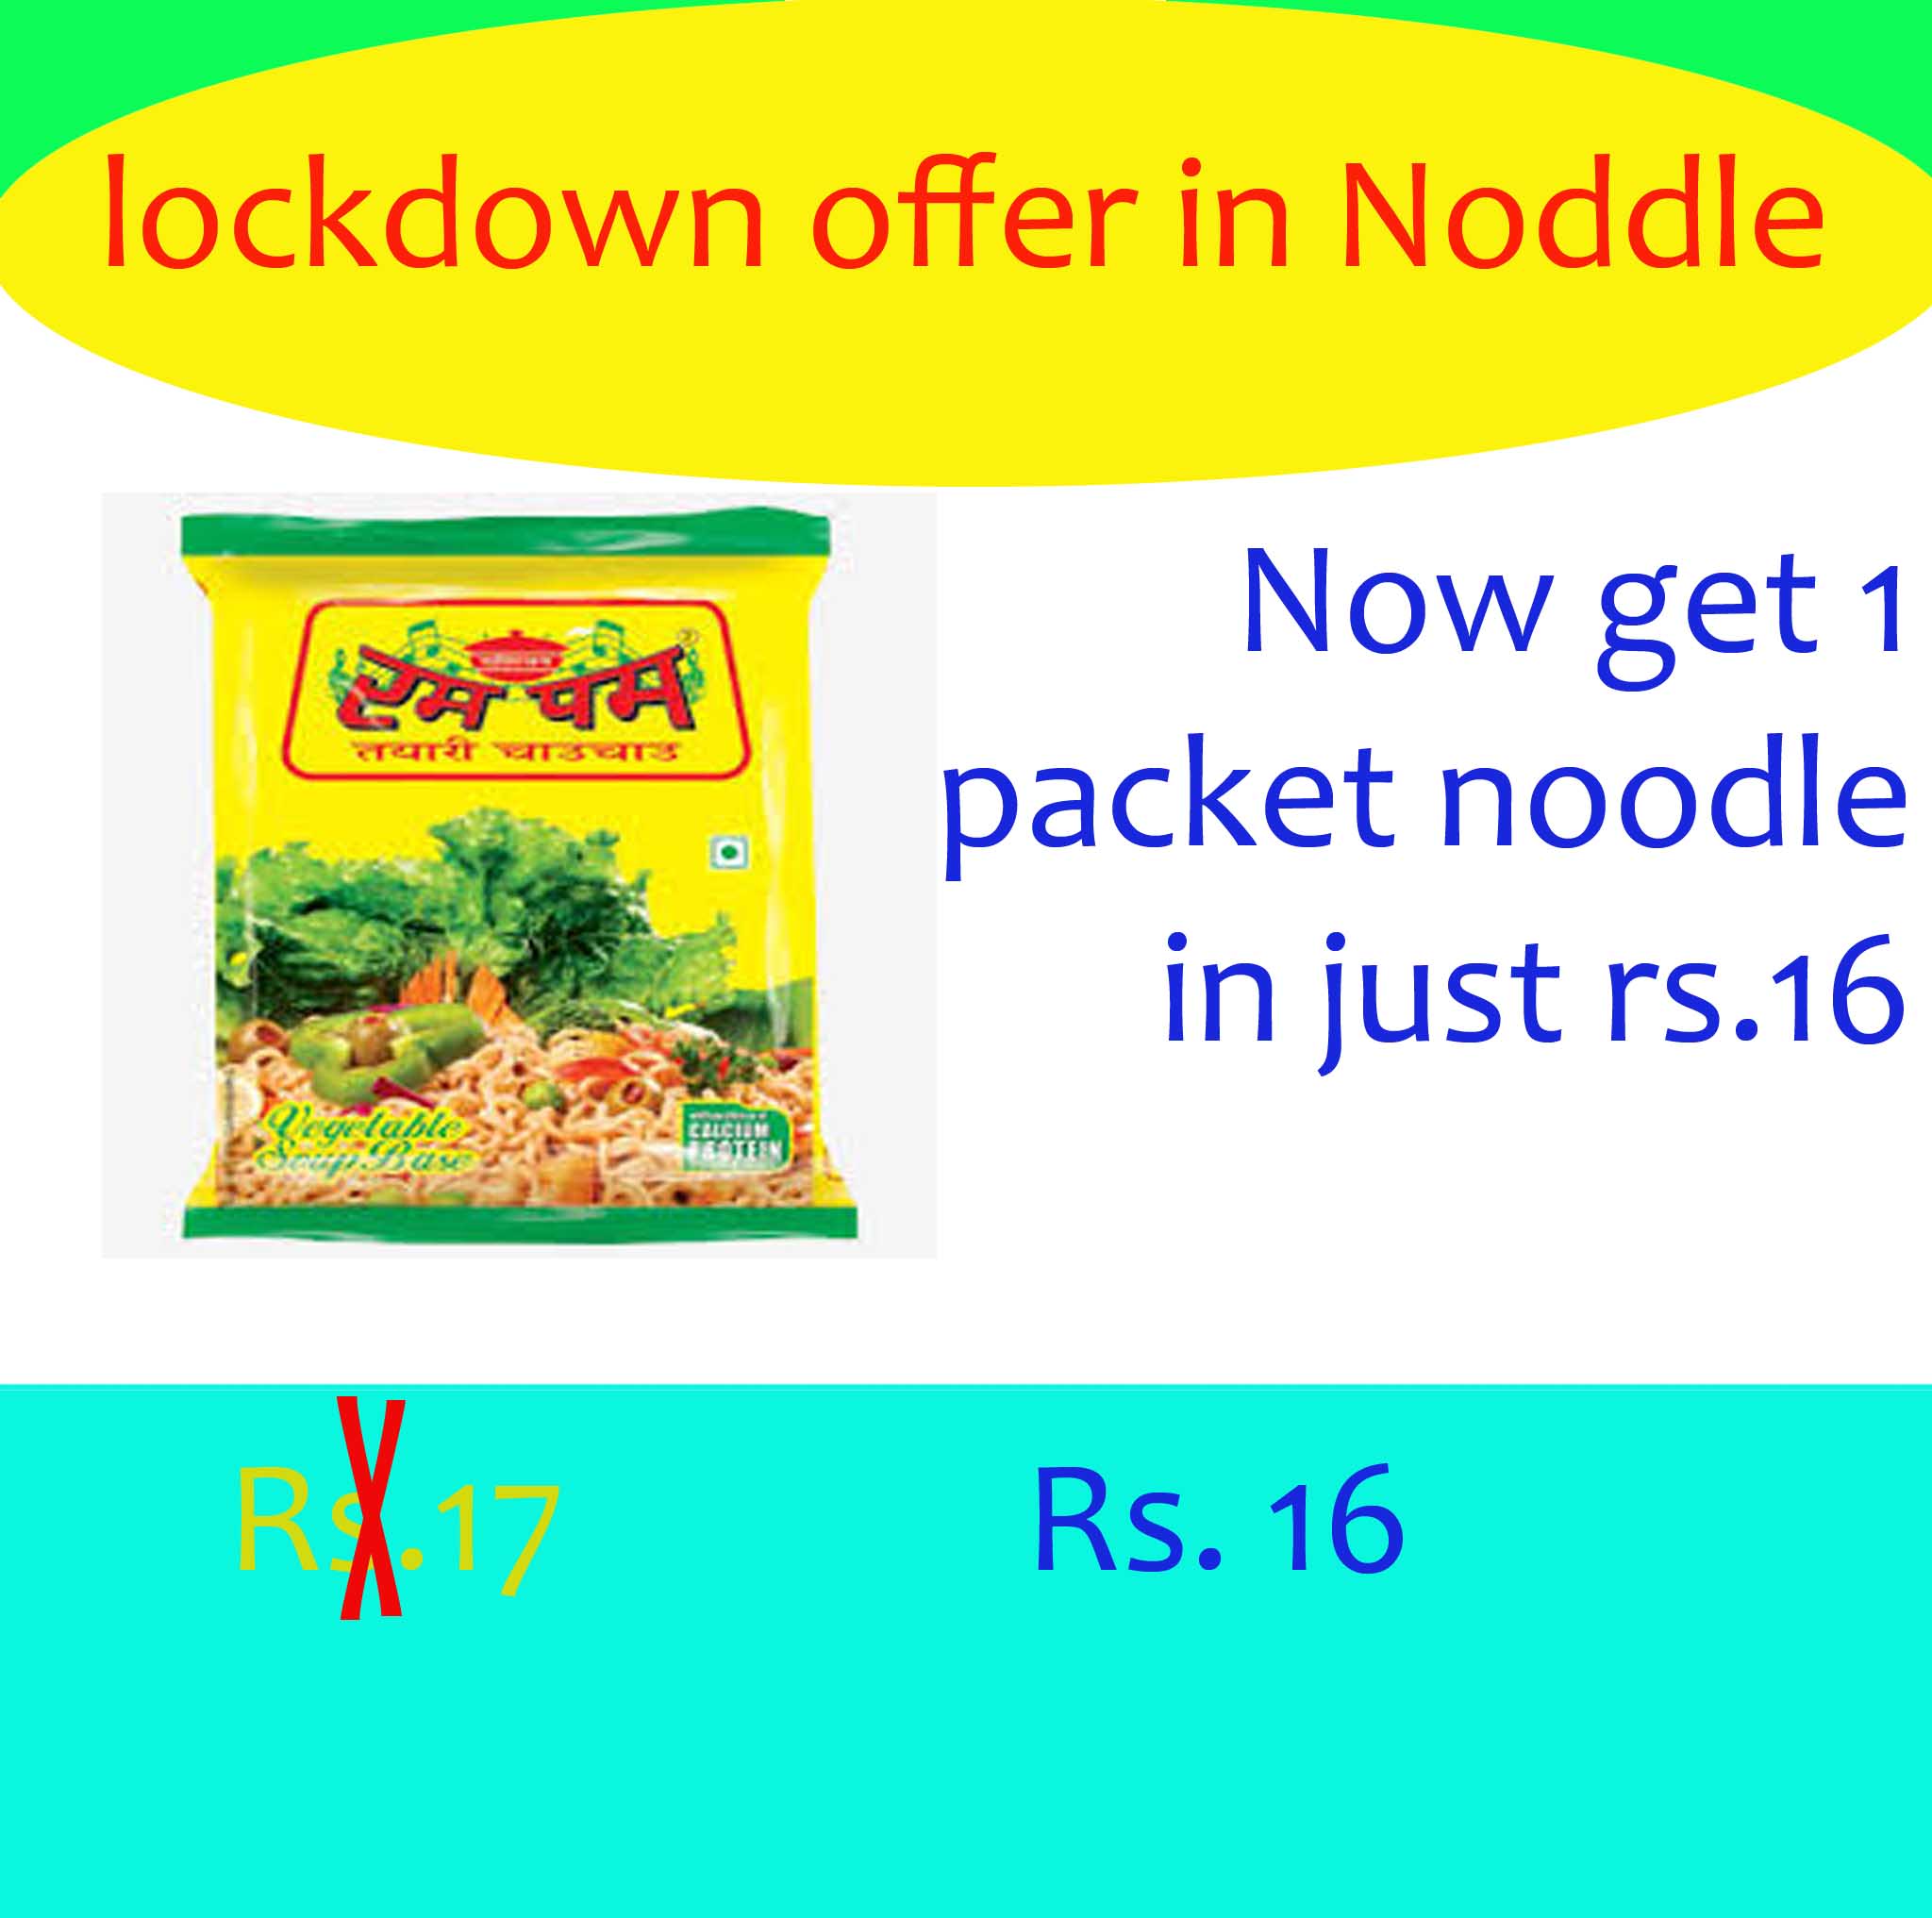 lockdown offer in Noddle
रम पम
तयारी चाउचाउ
Vegetable
Soup Base
CALCIUM
PROTEIN
Now get 1
packet noodle
in just rs.16
Rs.17
Rs. 16